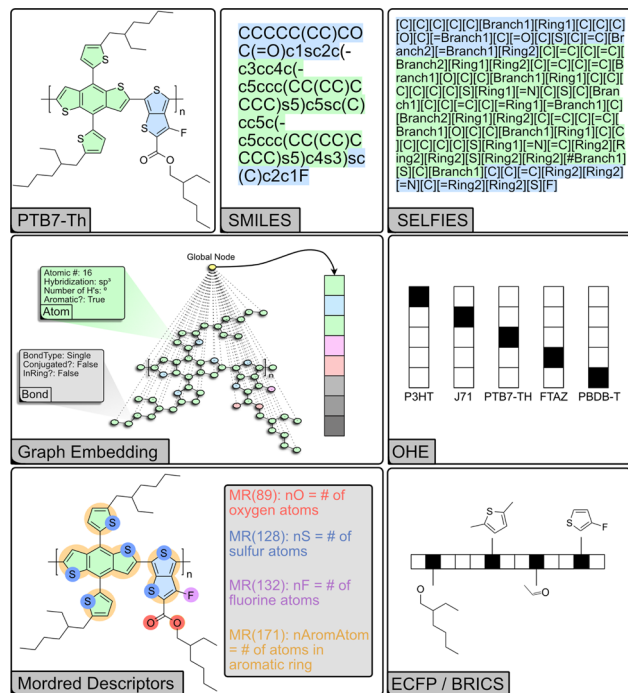 S
S
S
S
S
S
n
F
O
O
PTB7-Th
CCCCC(CC)CO
C(=O)c1sc2c(-
c3cc4c(-
c5ccc(CC(CC)C
CCC)s5)c5sc(C)
cc5c(-
c5ccc(CC(CC)C
CCC)s5)c4s3)sc
(C)c2c1F
SMILES
[C][C][C][C][C][Branch1][Ring1][C][C][C]
[O][C][=Branch1][C][=O][C][S][C][=C][Br
anch2][=Branch1][Ring2][C][=C][C][=C]
[Branch2][Ring1][Ring2][C][=C][C][=C][B
ranch1][O][C][C][Branch1][Ring1][C][C]
[C][C][C][C][S][Ring1][=N][C][S][C][Bran
ch1][C][C][=C][C][=Ring1][=Branch1][C]
[Branch2][Ring1][Ring2][C][=C][C][=C][
Branch1][O][C][C][Branch1][Ring1][C][C]
[C][C][C][C][S][Ring1][=N][=C][Ring2][R
ing2][Ring2][S][Ring2][Ring2][#Branch1]
[S][C][Branch1][C][C][=C][Ring2][Ring2]
[=N][C][=Ring2][Ring2][S][F]
SELFIES
Global Node
Atomic #: 16
Hybridization: sp³
Number of H's: ⁰
Aromatic?: True
Atom
BondType: Single
Conjugated?: False
InRing?: False
Bond
n
Graph Embedding
P3HT J71 PTB7-TH FTAZ PBDB-T
OHE
S
S
S
S
S
S
n
F
O
O
MR(89): nO = # of
oxygen atoms
MR(128): nS = # of
sulfur atoms
MR(132): nF = # of
fluorine atoms
MR(171): nAromAtom
= # of atoms in
aromatic ring
Mordred Descriptors
S
S
F
O
O
ECFP / BRICS